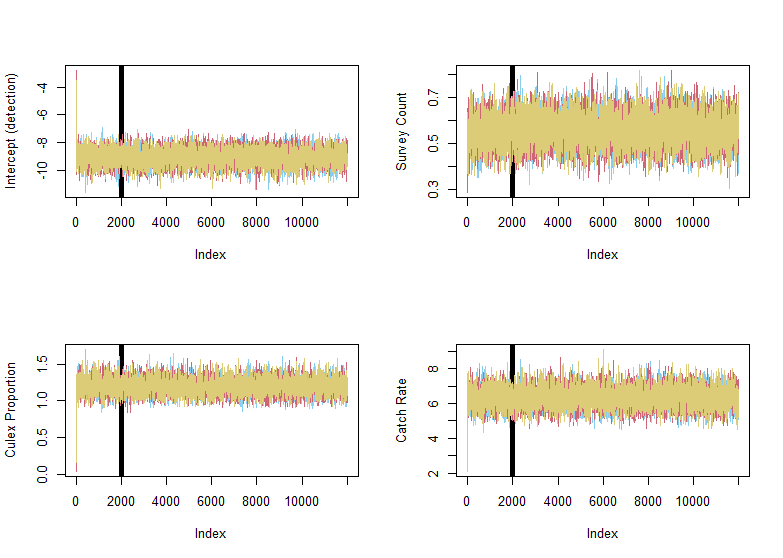 Intercept (detection)
-4
-6
-8
-10
0 2000 4000 6000 8000 10000
Index
Survey Count
0.7
0.5
0.3
0 2000 4000 6000 8000 10000
Index
Culex Proportion
1.5
1.0
0.5
0.0
0 2000 4000 6000 8000 10000
Index
Catch Rate
8
6
4
2
0 2000 4000 6000 8000 10000
Index